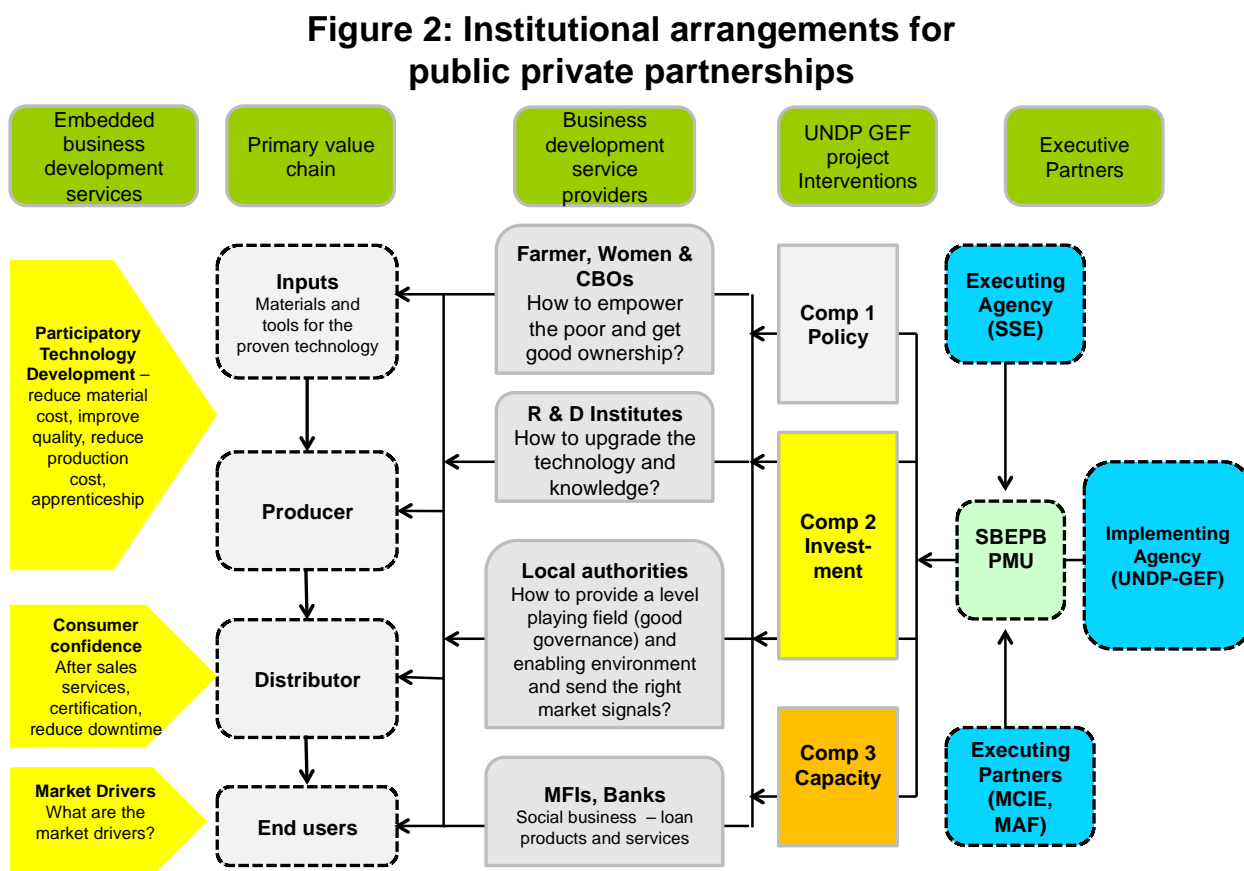 Figure 2: Institutional arrangements for
public private partnerships
Embedded
business
development
services
Primary value
chain
Business
development
service
providers
UNDP GEF
project
Interventions
Executive
Partners
Participatory
Technology
Development –
reduce material
cost, improve
quality, reduce
production
cost,
apprenticeship
Consumer
confidence
After sales
services,
certification,
reduce downtime
Market Drivers
What are the
market drivers?
Inputs
Materials and
tools for the
proven technology
Producer
Distributor
End users
Farmer, Women &
CBOs
How to empower
the poor and get
good ownership?
R & D Institutes
How to upgrade the
technology and
knowledge?
Local authorities
How to provide a level
playing field (good
governance) and
enabling environment
and send the right
market signals?
MFIs, Banks
Social business – loan
products and services
Comp 1
Policy
Comp 2
Invest-
ment
Comp 3
Capacity
Executing
Agency
(SSE)
SBEPB
PMU
Implementing
Agency
(UNDP-GEF)
Executing
Partners
(MCIE,
MAF)